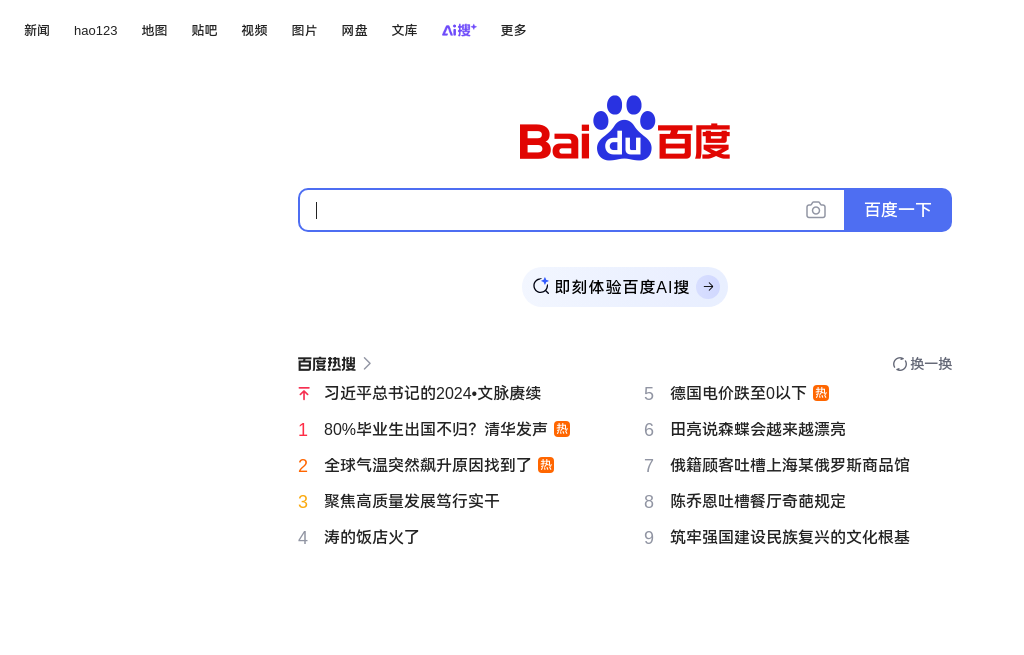 新闻 hao123 地图 贴吧 视频 图片 网盘 文库 Ai搜+ 更多
Bai du 百度
百度一下
即刻体验百度AI搜
百度热搜 换一换
习近平总书记的2024•文脉赓续
1 80%毕业生出国不归？清华发声 热
2 全球气温突然飙升原因找到了 热
3 聚焦高质量发展笃行实干
4 涛的饭店火了
5 德国电价跌至0以下 热
6 田亮说森蝶会越来越漂亮
7 俄籍顾客吐槽上海某俄罗斯商品馆
8 陈乔恩吐槽餐厅奇葩规定
9 筑牢强国建设民族复兴的文化根基